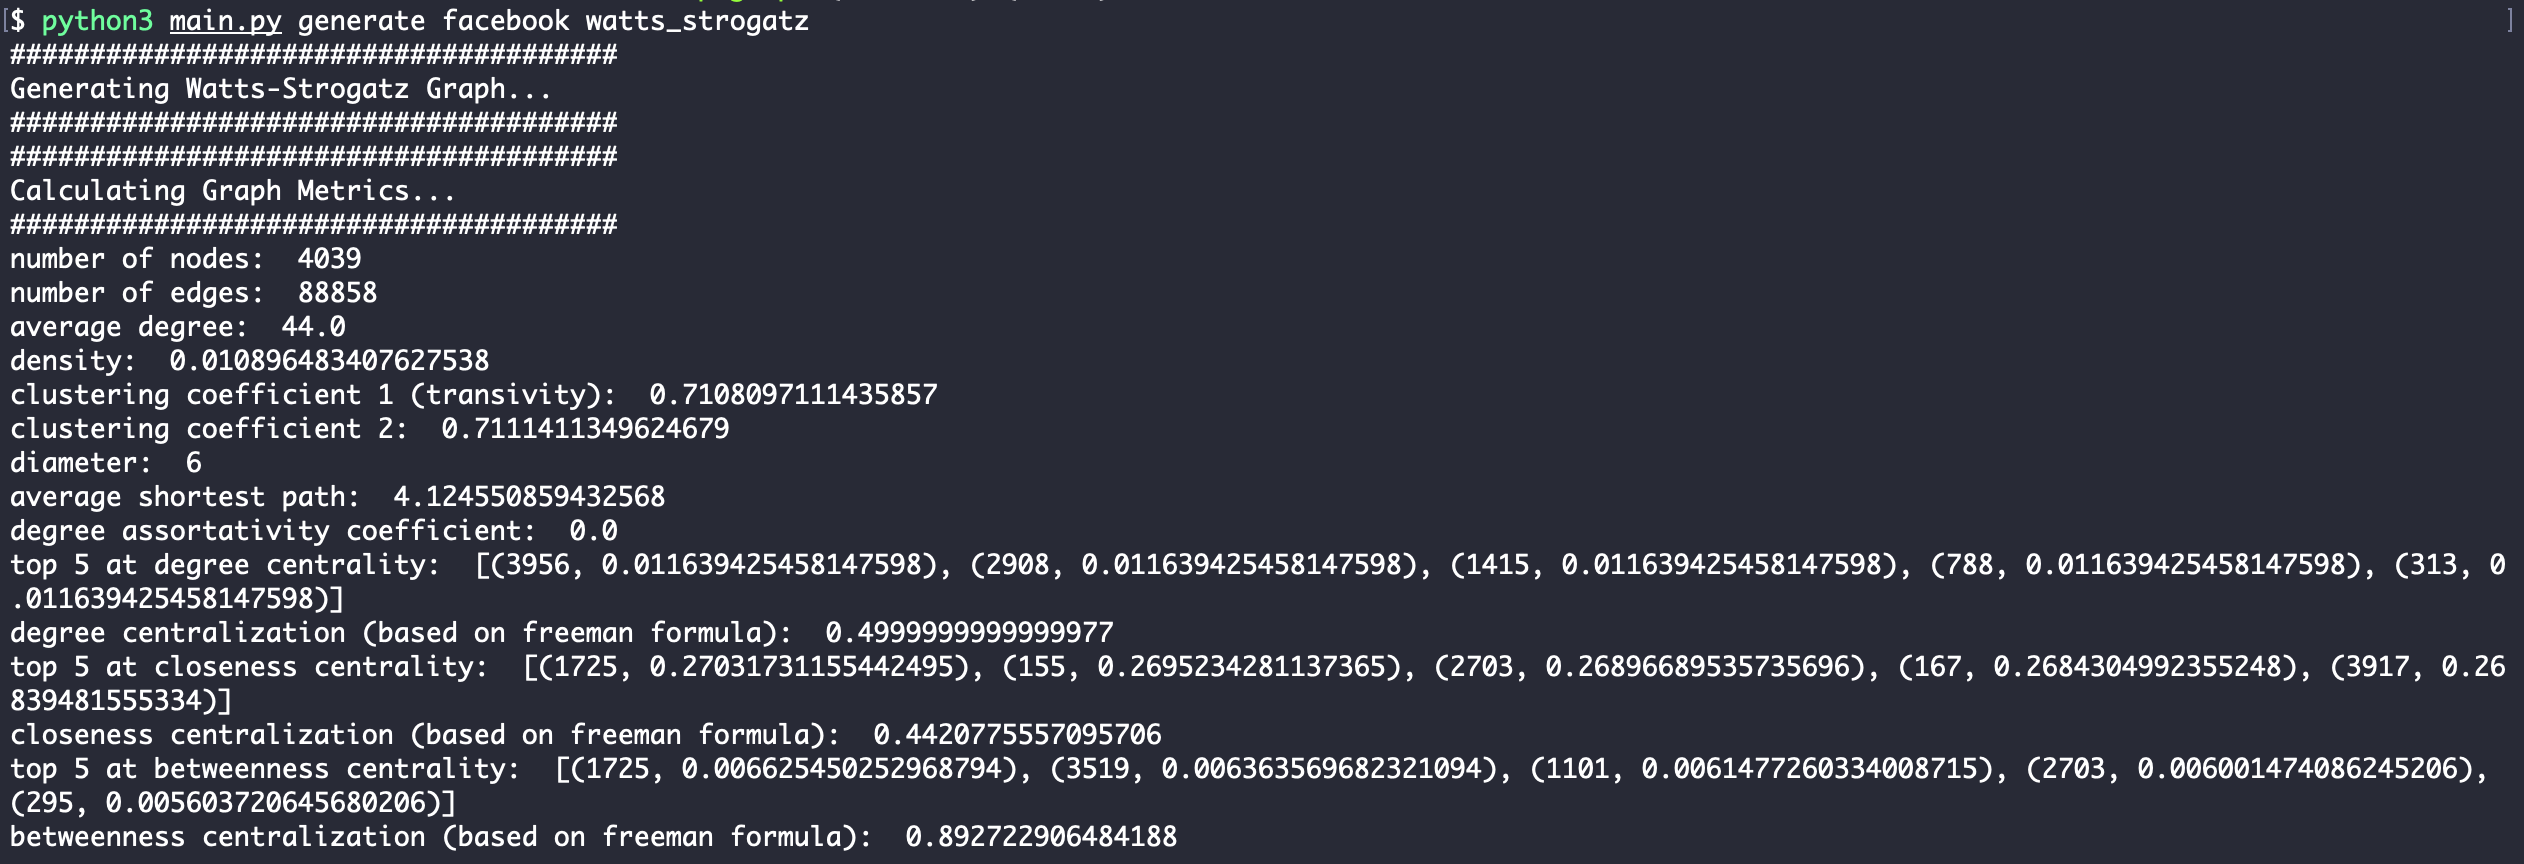 [$ python3 main.py generate facebook watts_strogatz ]
######################################
Generating Watts-Strogatz Graph...
######################################
######################################
Calculating Graph Metrics...
######################################
number of nodes:  4039
number of edges:  88858
average degree:  44.0
density:  0.010896483407627538
clustering coefficient 1 (transivity):  0.7108097111435857
clustering coefficient 2:  0.7111411349624679
diameter:  6
average shortest path:  4.124550859432568
degree assortativity coefficient:  0.0
top 5 at degree centrality:  [(3956, 0.011639425458147598), (2908, 0.011639425458147598), (1415, 0.011639425458147598), (788, 0.011639425458147598), (313, 0
.011639425458147598)]
degree centralization (based on freeman formula):  0.4999999999999977
top 5 at closeness centrality:  [(1725, 0.27031731155442495), (155, 0.2695234281137365), (2703, 0.26896689535735696), (167, 0.2684304992355248), (3917, 0.26
839481555334)]
closeness centralization (based on freeman formula):  0.4420775557095706
top 5 at betweenness centrality:  [(1725, 0.006625450252968794), (3519, 0.006363569682321094), (1101, 0.0061477260334008715), (2703, 0.006001474086245206),
(295, 0.005603720645680206)]
betweenness centralization (based on freeman formula):  0.892722906484188